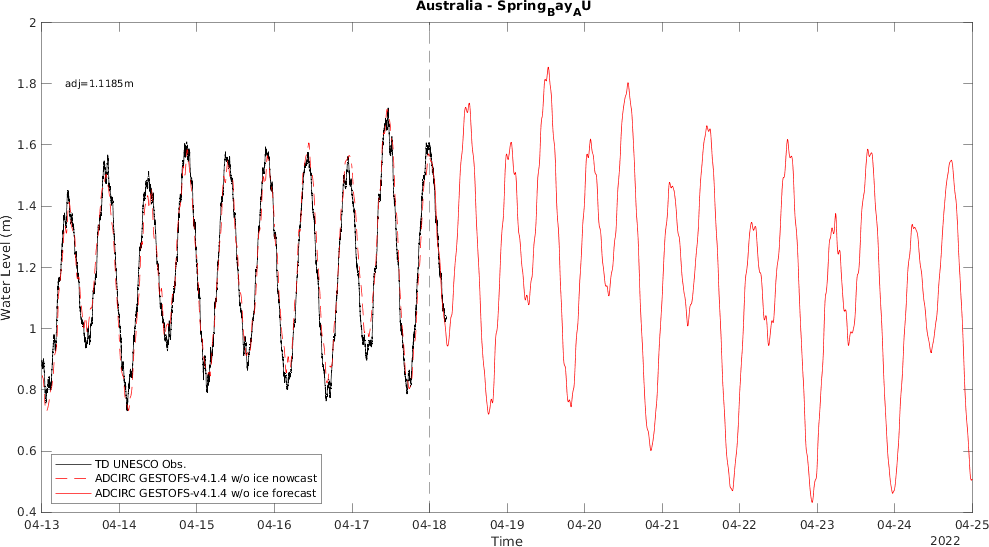 Australia - SpringBayAU
adj=1.1185m
2
1.8
1.6
1.4
1.2
1
0.8
0.6
0.4
Water Level (m)
TD UNESCO Obs.
ADCIRC GESTOFS-v4.1.4 w/o ice nowcast
ADCIRC GESTOFS-v4.1.4 w/o ice forecast
04-13 04-14 04-15 04-16 04-17 04-18 04-19 04-20 04-21 04-22 04-23 04-24 04-25
Time
2022